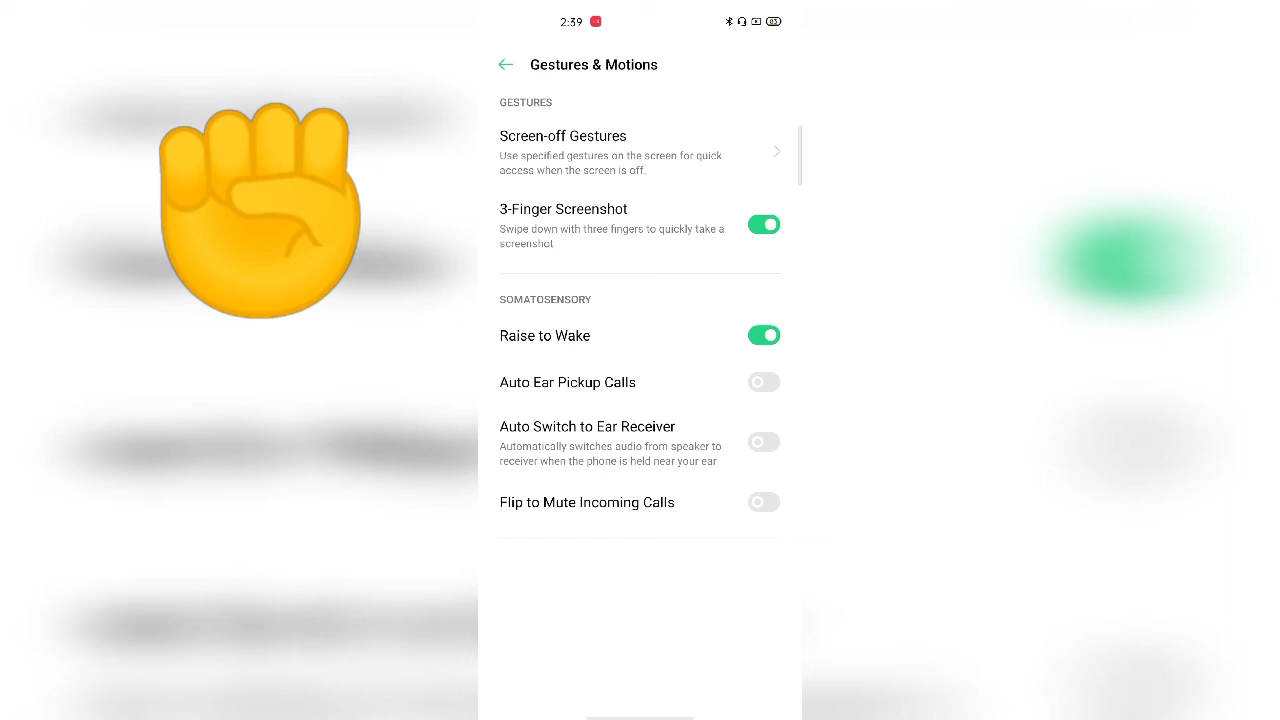 2:39
83
Gestures & Motions
GESTURES
Screen-off Gestures
Use specified gestures on the screen for quick
access when the screen is off.
3-Finger Screenshot
Swipe down with three fingers to quickly take a
screenshot
SOMATOSENSORY
Raise to Wake
Auto Ear Pickup Calls
Auto Switch to Ear Receiver
Automatically switches audio from speaker to
receiver when the phone is held near your ear
Flip to Mute Incoming Calls